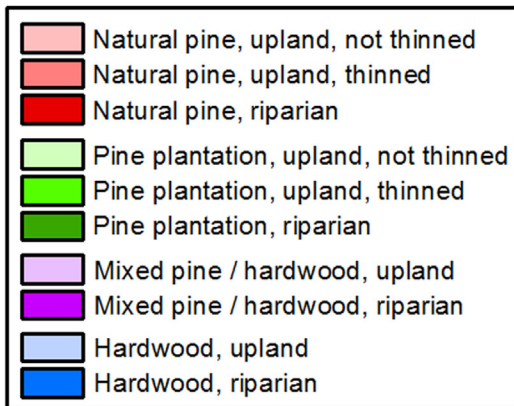 Natural pine, upland, not thinned
Natural pine, upland, thinned
Natural pine, riparian
Pine plantation, upland, not thinned
Pine plantation, upland, thinned
Pine plantation, riparian
Mixed pine / hardwood, upland
Mixed pine / hardwood, riparian
Hardwood, upland
Hardwood, riparian